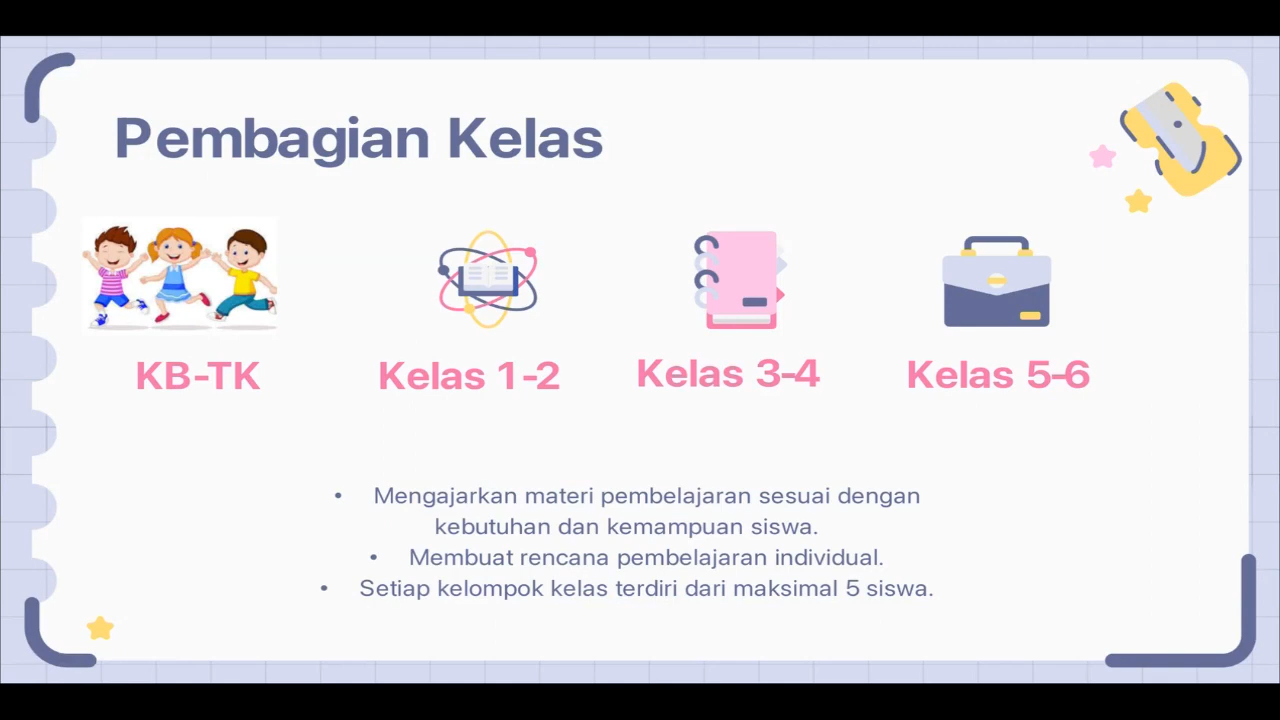 Pembagian Kelas
KB-TK
Kelas 1-2
Kelas 3-4
Kelas 5-6
• Mengajarkan materi pembelajaran sesuai dengan
kebutuhan dan kemampuan siswa.
• Membuat rencana pembelajaran individual.
• Setiap kelompok kelas terdiri dari maksimal 5 siswa.